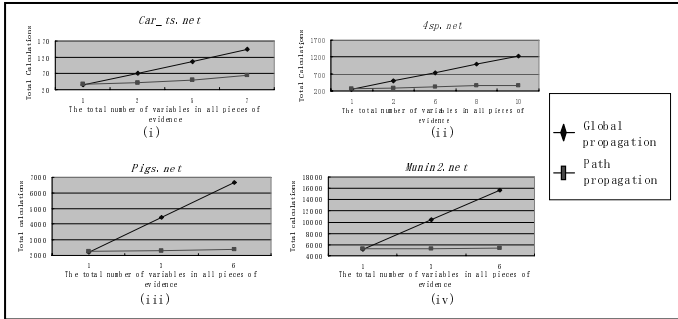 Car_ts.net
Total Calculations
170
120
70
20
1 2 5 7
The total number of variables in all pieces of
evidence
(i)
4sp.net
Total Calculations
1700
1200
700
200
1 2 6 8 10
The total number of variables in all pieces of
evidence
(ii)
Pigs.net
Total calculations
7000
6000
5000
4000
3000
2000
1 3 6
The total number of variables in all pieces of
evidence
(iii)
Munin2.net
Total calculations
18000
16000
14000
12000
10000
8000
6000
4000
1 3 6
The total number of variables in all pieces of
evidence
(iv)
Global
propagation
Path
propagation